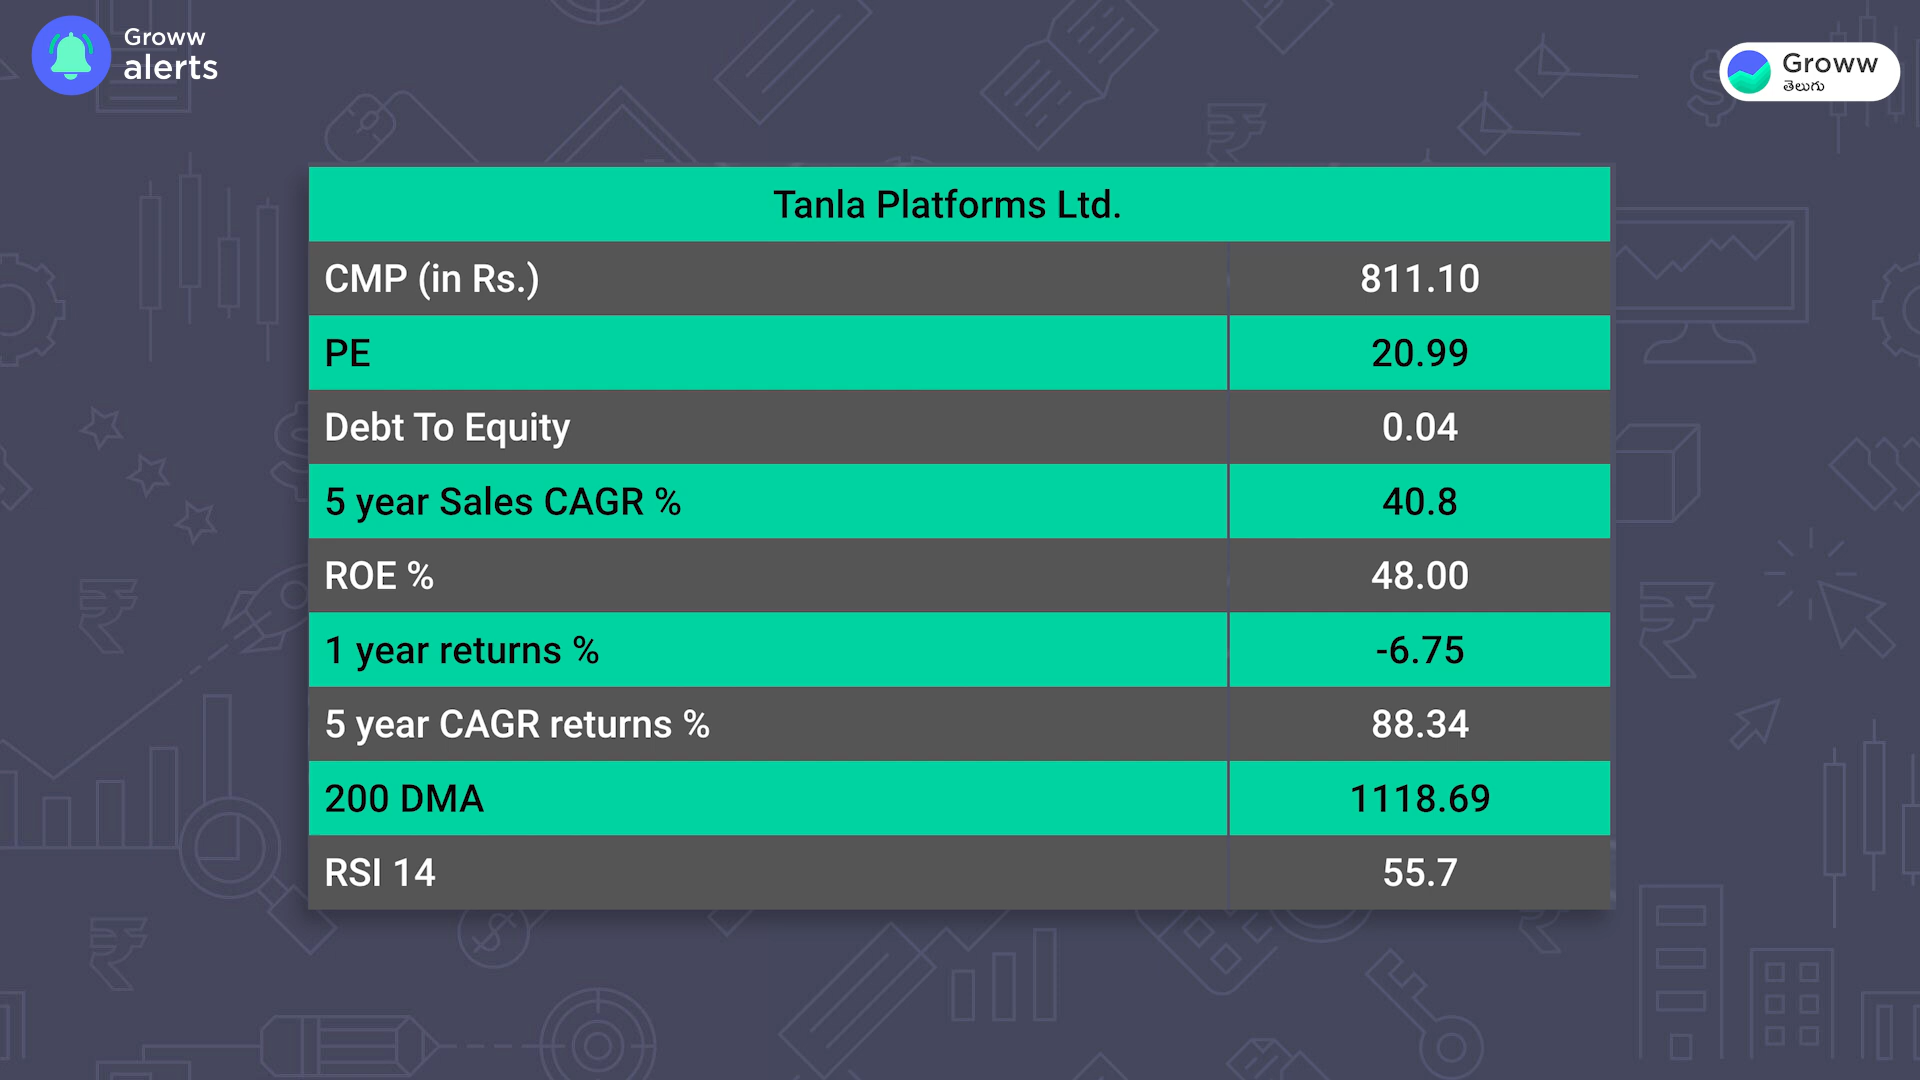 Groww
alerts
Groww
తెలుగు
Tanla Platforms Ltd.
CMP (in Rs.) 811.10
PE 20.99
Debt To Equity 0.04
5 year Sales CAGR % 40.8
ROE % 48.00
1 year returns % -6.75
5 year CAGR returns % 88.34
200 DMA 1118.69
RSI 14 55.7